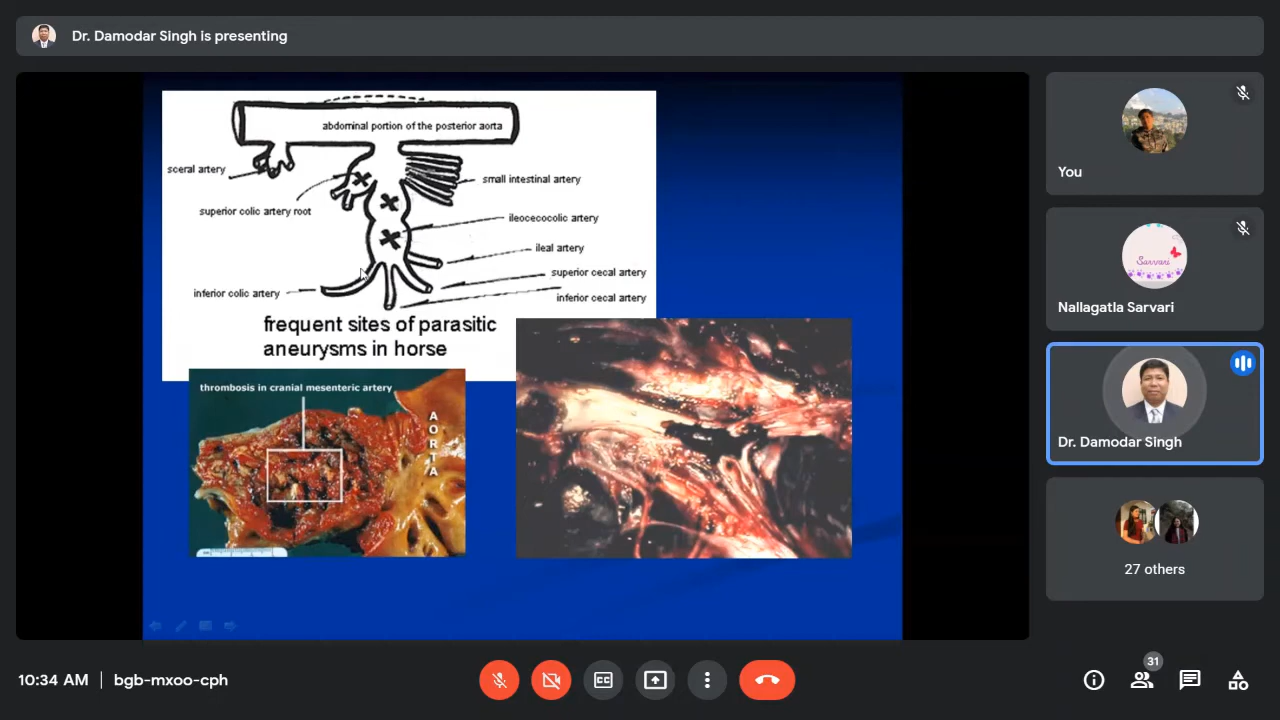 Dr. Damodar Singh is presenting
abdominal portion of the posterior aorta
sceral artery
small intestinal artery
superior colic artery root
ileocecocolic artery
ileal artery
superior cecal artery
inferior colic artery
inferior cecal artery
frequent sites of parasitic
aneurysms in horse
thrombosis in cranial mesenteric artery
AORTA
You
Sarvari
Nallagatla Sarvari
Dr. Damodar Singh
27 others
10:34 AM | bgb-mxoo-cph
CC
31